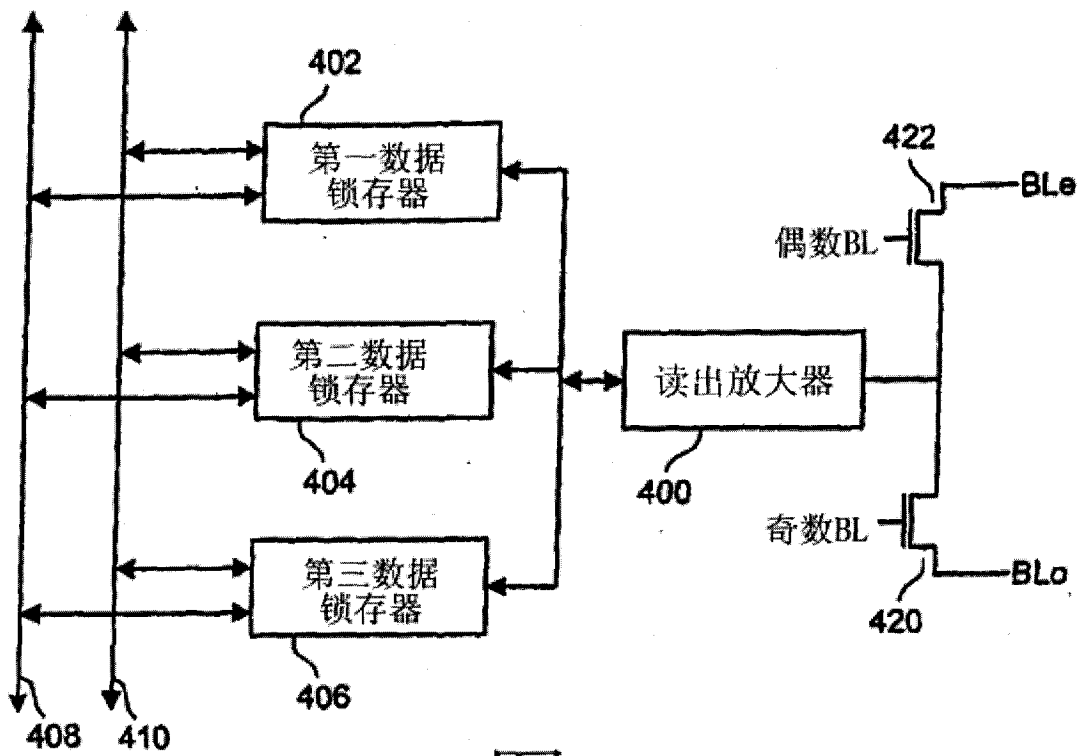 402
第一数据
锁存器
422
BLe
偶数BL
第二数据
锁存器
404
读出放大器
400
奇数BL
BLo
420
第三数据
锁存器
406
408
410